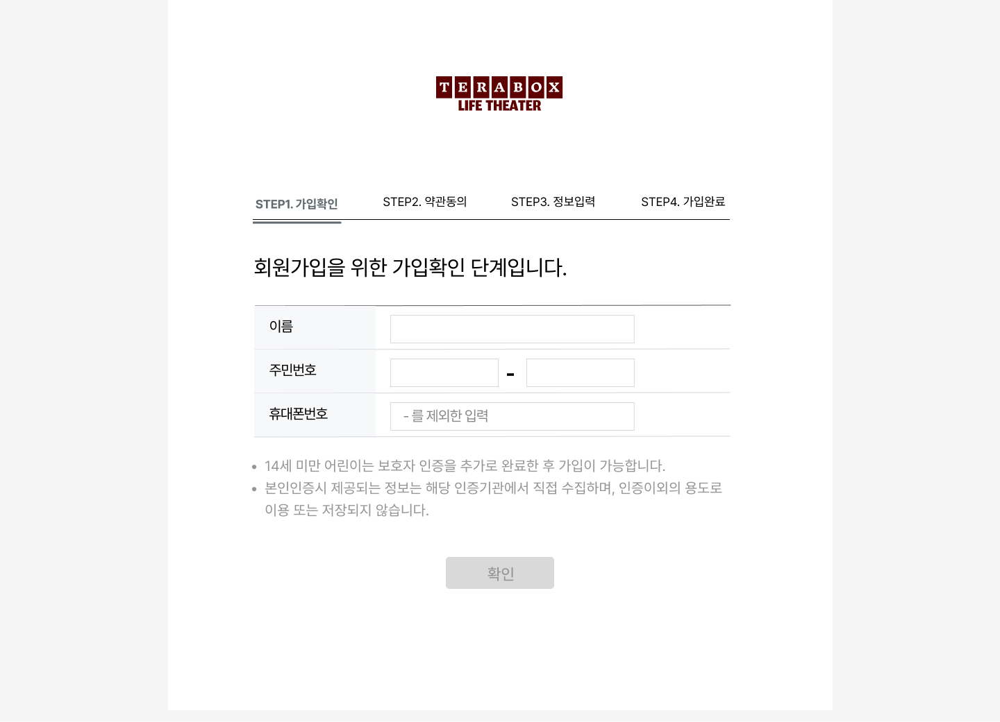 TERABOX
LIFE THEATER
STEP1. 가입확인
STEP2. 약관동의
STEP3. 정보입력
STEP4. 가입완료
회원가입을 위한 가입확인 단계입니다.
이름
주민번호
-
휴대폰번호
- 를 제외한 입력
• 14세 미만 어린이는 보호자 인증을 추가로 완료한 후 가입이 가능합니다.
• 본인인증시 제공되는 정보는 해당 인증기관에서 직접 수집하며, 인증이외의 용도로
이용 또는 저장되지 않습니다.
확인